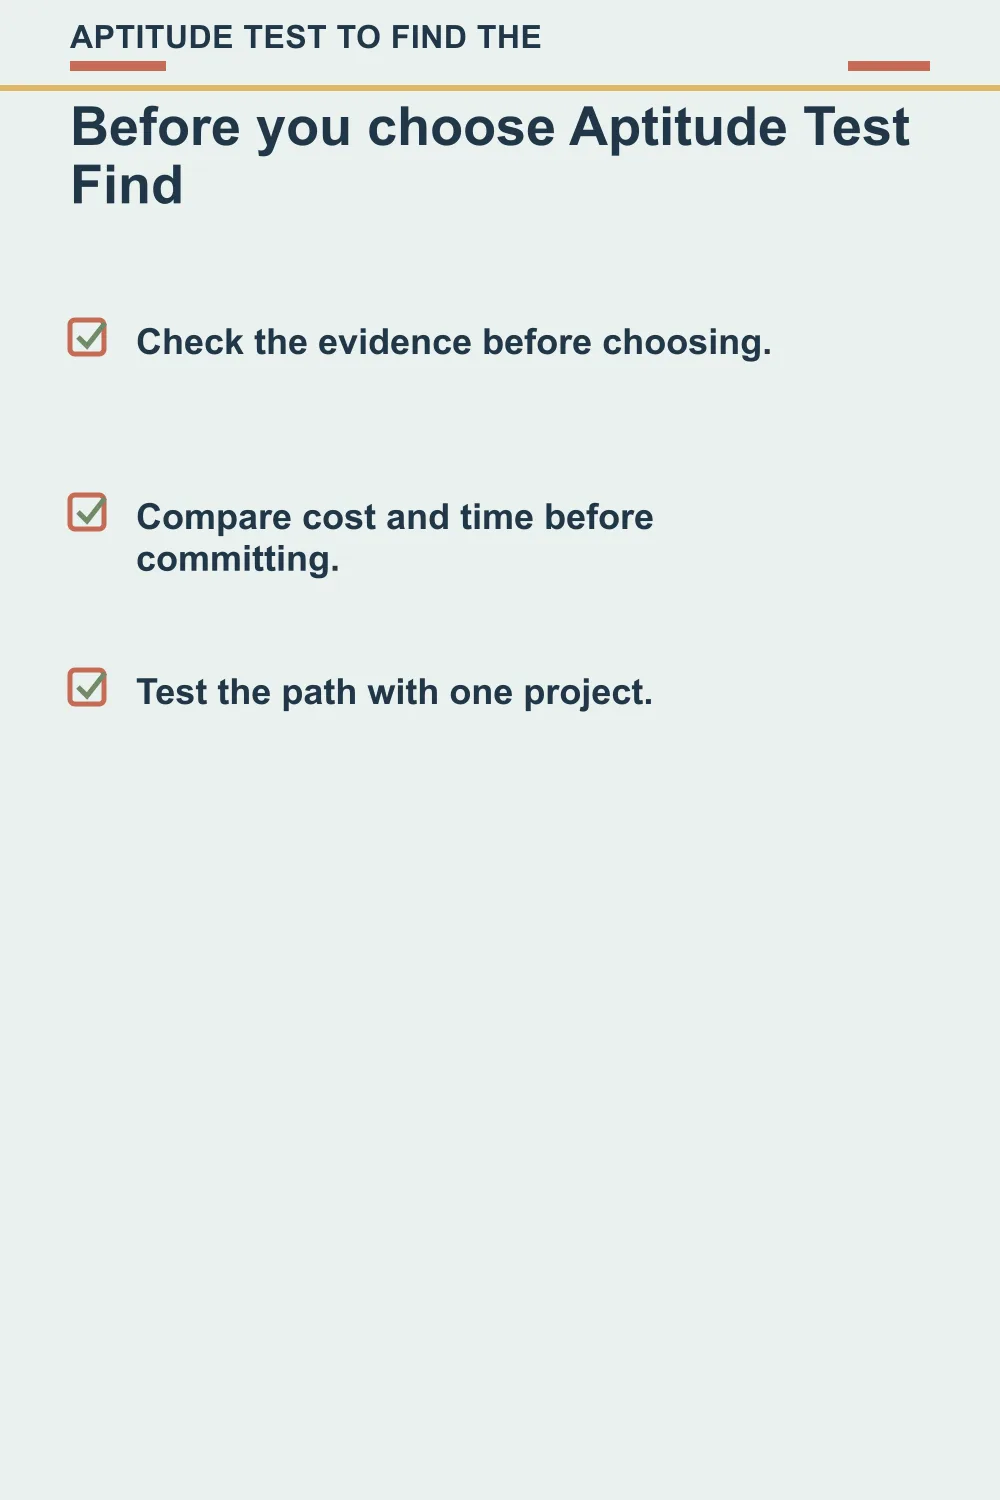 APTITUDE TEST TO FIND THE
Before you choose Aptitude Test
Find
Check the evidence before choosing.
Compare cost and time before
committing.
Test the path with one project.